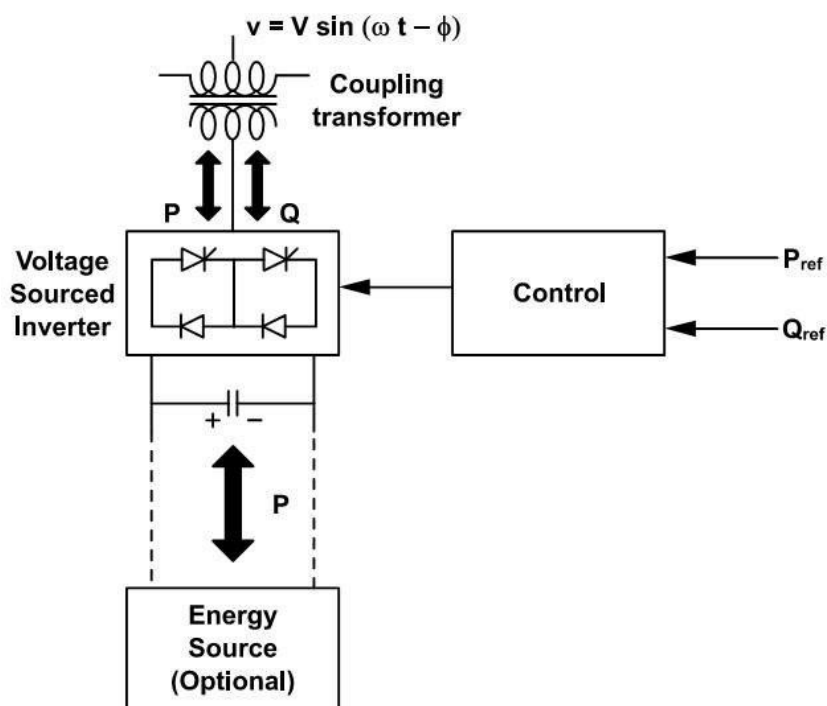 v = V sin (ω t – ϕ)
Coupling
transformer
P
Q
Voltage
Sourced
Inverter
Control
Pref
Qref
+ –
P
Energy
Source
(Optional)